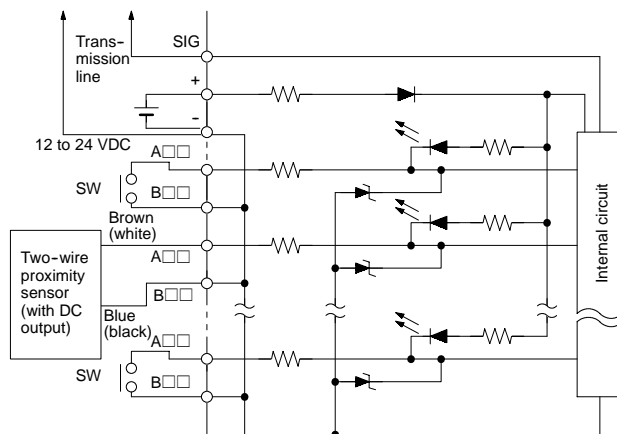 Trans-
mission
line
SIG
+
-
12 to 24 VDC
A□□
SW
B□□
Brown
(white)
A□□
Two-wire
proximity
sensor
(with DC
output)
B□□
Blue
(black)
A□□
SW
B□□
Internal circuit